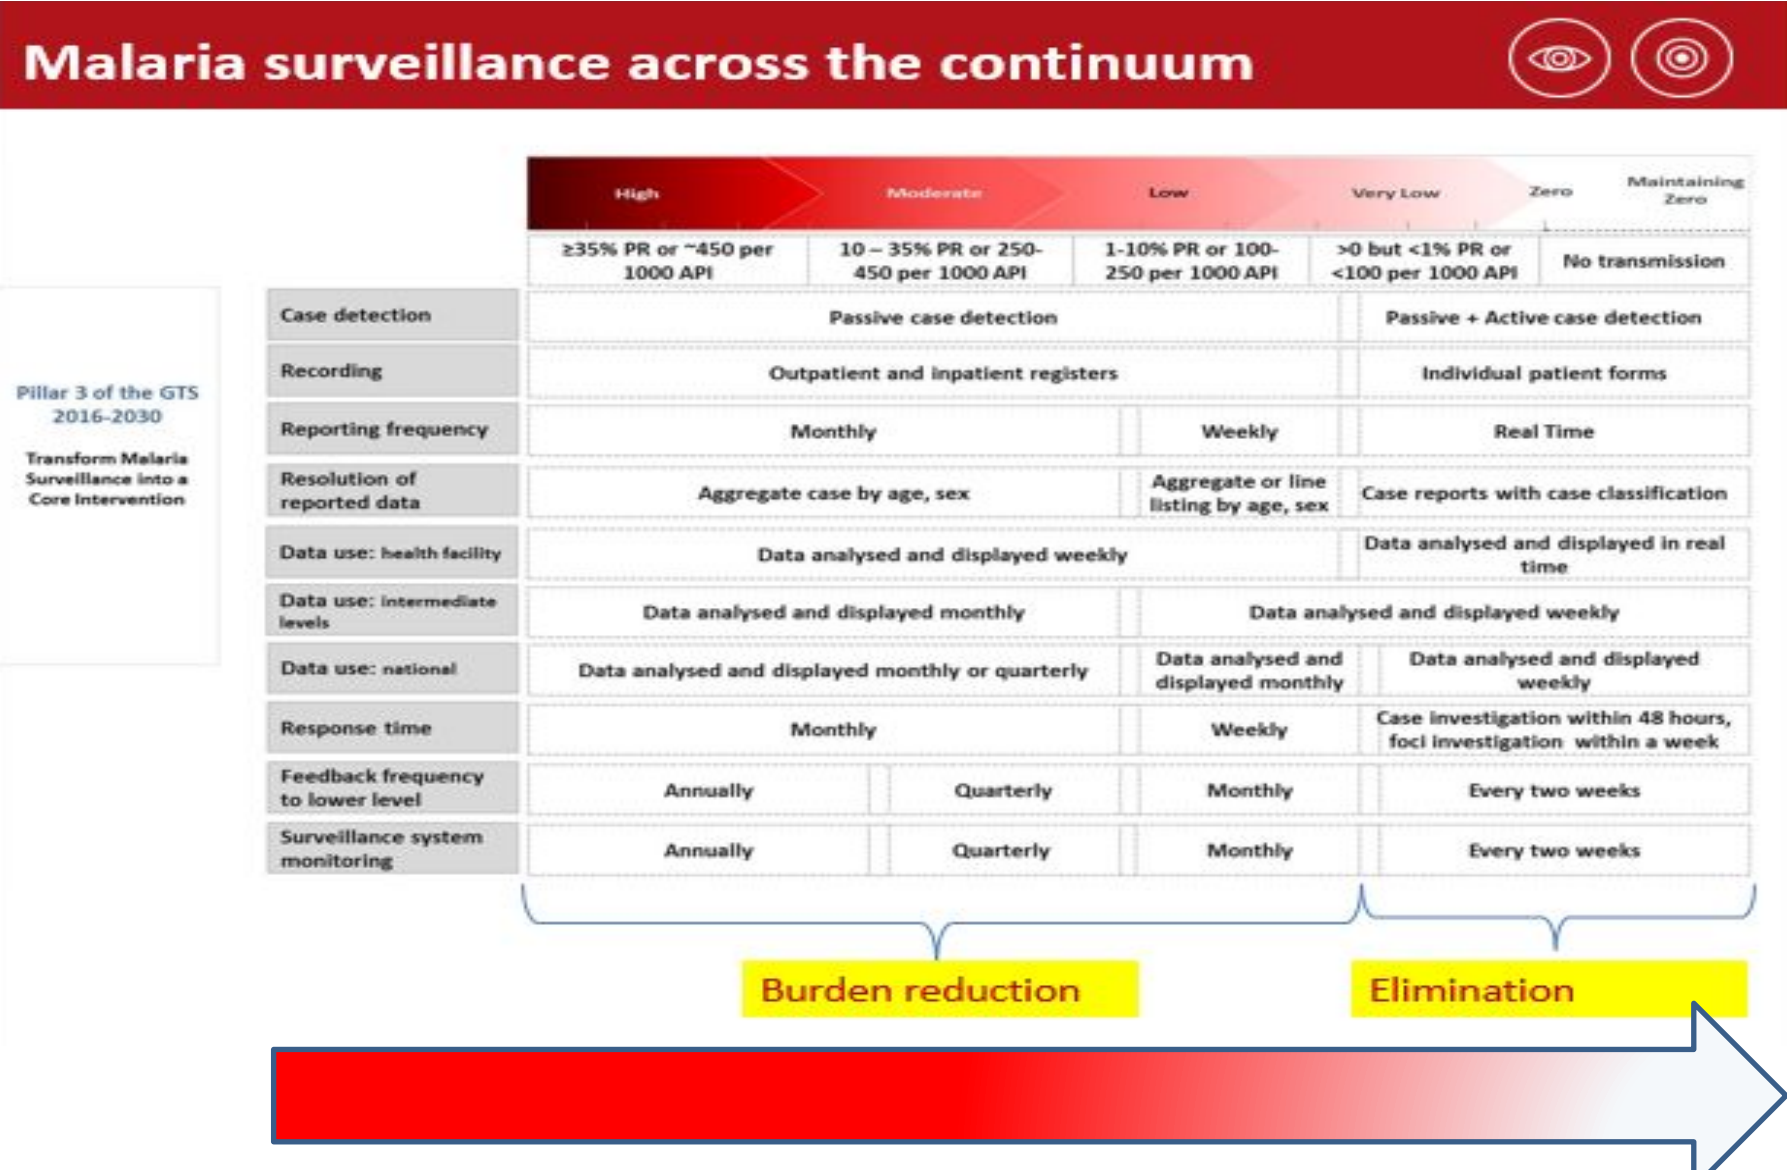 Malaria surveillance across the continuum
High
Moderate
Low
Very Low
Zero
Maintaining
Zero
≥35% PR or ~450 per
1000 API
10 – 35% PR or 250-
450 per 1000 API
1-10% PR or 100-
250 per 1000 API
>0 but <1% PR or
<100 per 1000 API
No transmission
Pillar 3 of the GTS
2016-2030
Transform Malaria
Surveillance into a
Core Intervention
Case detection
Passive case detection
Passive + Active case detection
Recording
Outpatient and inpatient registers
Individual patient forms
Reporting frequency
Monthly
Weekly
Real Time
Resolution of
reported data
Aggregate case by age, sex
Aggregate or line
listing by age, sex
Case reports with case classification
Data use: health facility
Data analysed and displayed weekly
Data analysed and displayed in real
time
Data use: intermediate
levels
Data analysed and displayed monthly
Data analysed and displayed weekly
Data use: national
Data analysed and displayed monthly or quarterly
Data analysed and
displayed monthly
Data analysed and displayed
weekly
Response time
Monthly
Weekly
Case investigation within 48 hours,
foci investigation within a week
Feedback frequency
to lower level
Annually
Quarterly
Monthly
Every two weeks
Surveillance system
monitoring
Annually
Quarterly
Monthly
Every two weeks
Burden reduction
Elimination